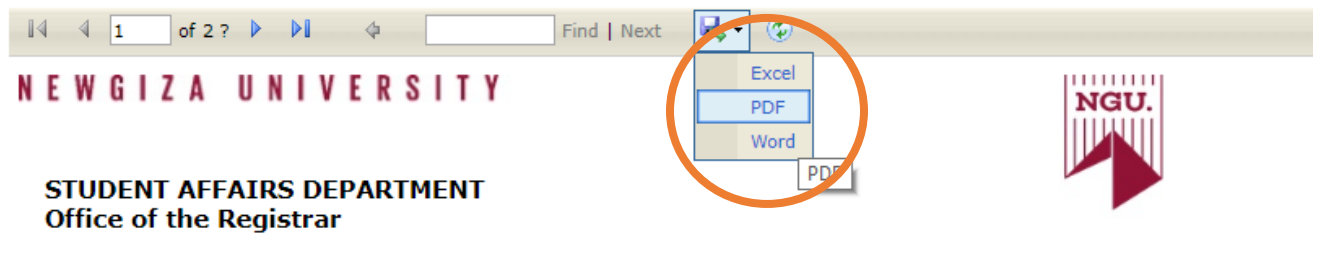 1 of 2 ? Find | Next
Excel
PDF
Word
PDF
NEWGIZA UNIVERSITY
NGU.
STUDENT AFFAIRS DEPARTMENT
Office of the Registrar